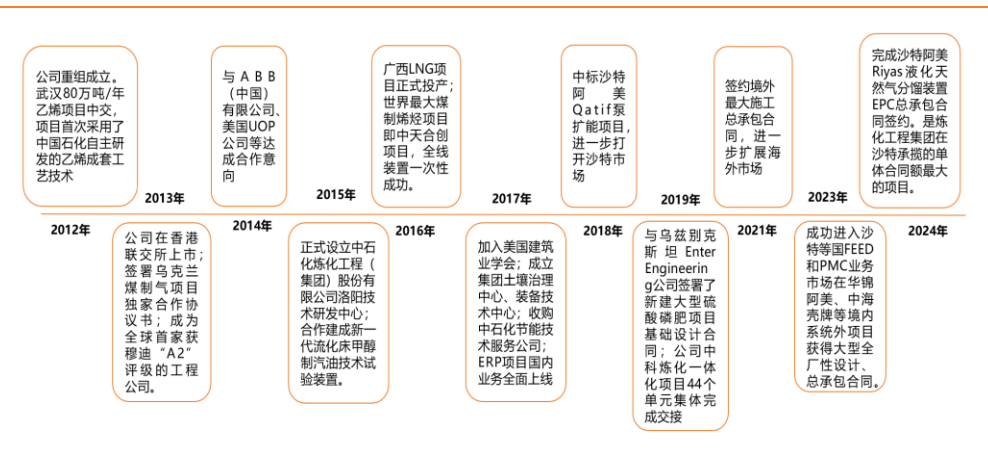 公司重组成立。
武汉80万吨/年
乙烯项目中交，
项目首次采用了
中国石化自主研
发的乙烯成套工
艺技术
2012年
2013年
公司在香港
联交所上市；
签署乌克兰
煤制气项目
独家合作协
议书；成为
全球首家获
穆迪“A2”
评级的工程
公司。
与ABB
（中国）
有限公司、
美国UOP
公司等达
成合作意
向
2014年
2015年
正式设立中石
化炼化工程（
集团）股份有
限公司洛阳技
术研发中心；
合作建成新一
代流化床甲醇
制汽油技术试
验装置。
广西LNG项
目正式投产；
世界最大煤
制烯烃项目
即中天合创
项目，全线
装置一次性
成功。
2016年
2017年
加入美国建筑
业学会；成立
集团土壤治理
中心、装备技
术中心；收购
中石化节能技
术服务公司；
ERP项目国内
业务全面上线
中标沙特
阿美
Qatif泵
扩能项目，
进一步打
开沙特市
场
2018年
2019年
与乌兹别克
斯坦Enter
Engineerin
g公司签署了
新建大型硫
酸磷肥项目
基础设计合
同；公司中
科炼化一体
化项目44个
单元集体完
成交接
签约境外
最大施工
总承包合
同，进一
步扩展海
外市场
2021年
2023年
成功进入沙
特等国FEED
和PMC业务
市场在华锦
阿美、中海
壳牌等境内
系统外项目
获得大型全
厂性设计、
总承包合同。
完成沙特阿美
Riyas液化天
然气分馏装置
EPC总承包合
同签约。是炼
化工程集团在
沙特承揽的单
体合同额最大
的项目。
2024年